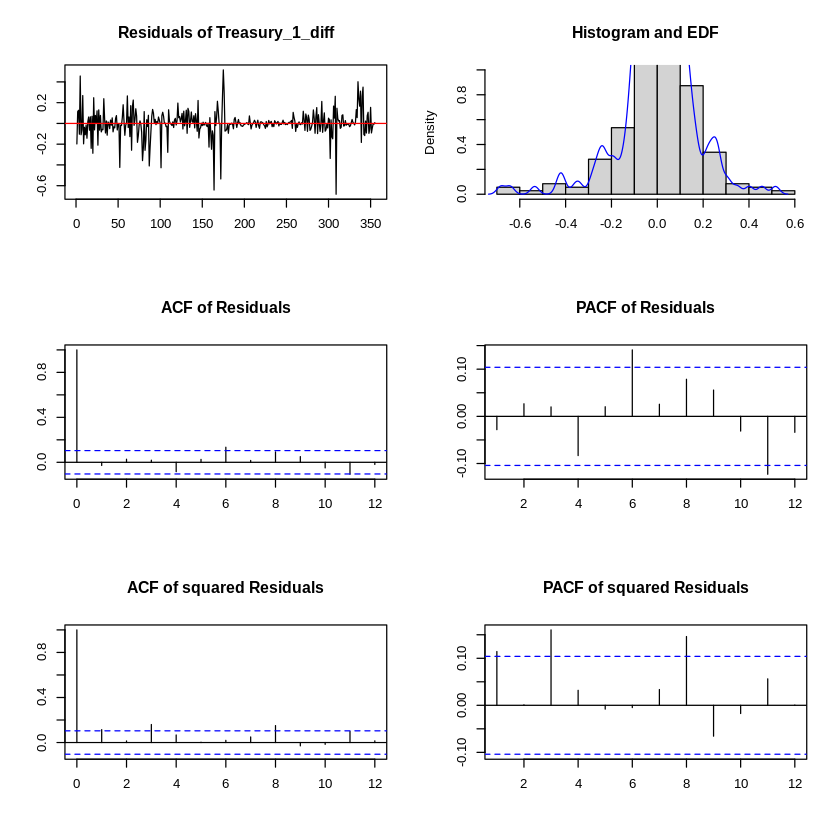 Residuals of Treasury_1_diff
0.2
-0.2
-0.6
0 50 100 150 200 250 300 350
Histogram and EDF
Density
0.8
0.4
0.0
-0.6 -0.4 -0.2 0.0 0.2 0.4 0.6
ACF of Residuals
0.8
0.4
0.0
0 2 4 6 8 10 12
PACF of Residuals
0.10
0.00
-0.10
2 4 6 8 10 12
ACF of squared Residuals
0.8
0.4
0.0
0 2 4 6 8 10 12
PACF of squared Residuals
0.10
0.00
-0.10
2 4 6 8 10 12